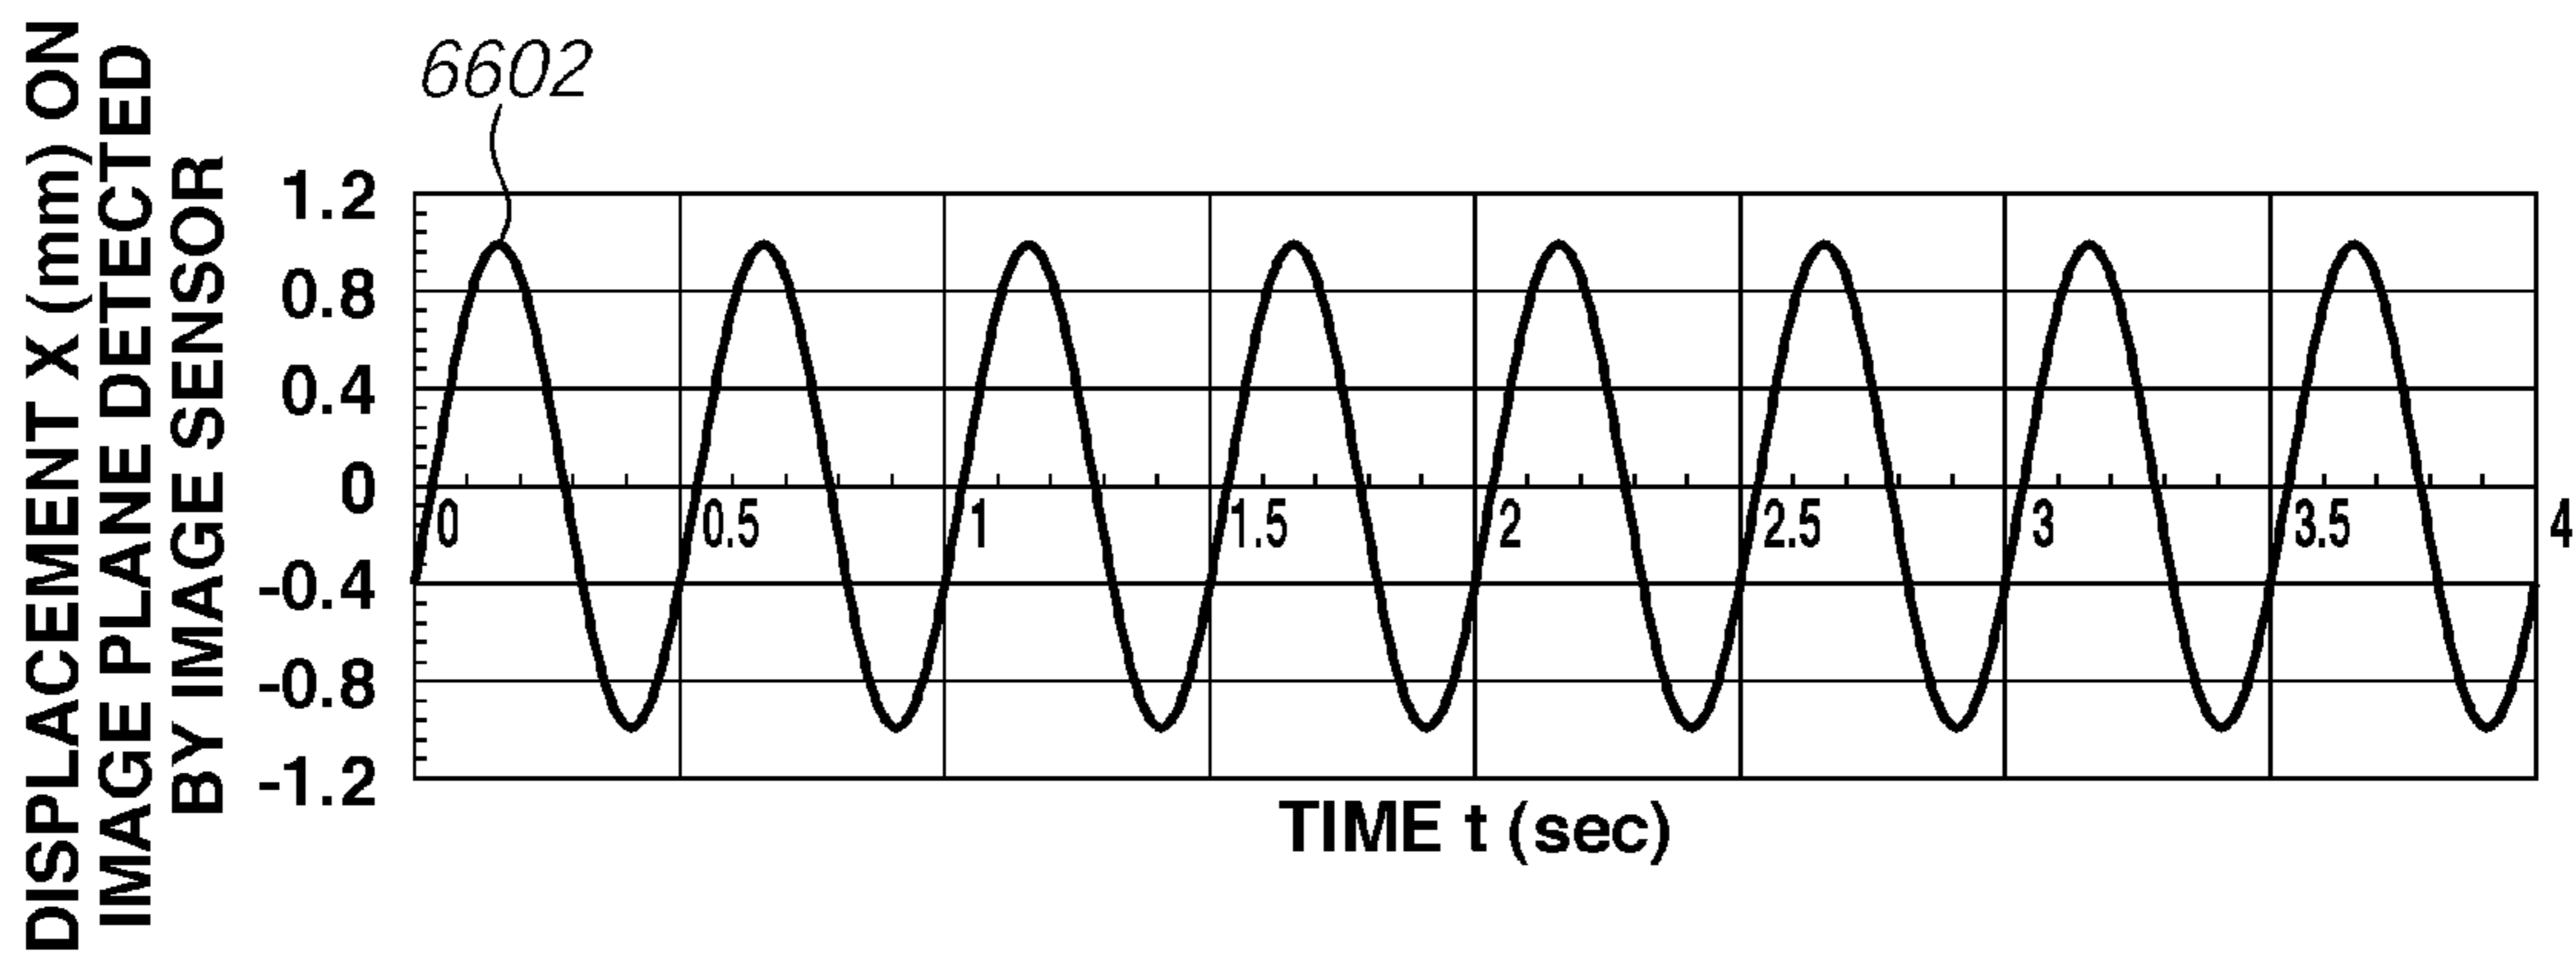 DISPLACEMENT X (mm) ON
IMAGE PLANE DETECTED
BY IMAGE SENSOR
6602
1.2
0.8
0.4
0
-0.4
-0.8
-1.2
0 0.5 1 1.5 2 2.5 3 3.5 4
TIME t (sec)